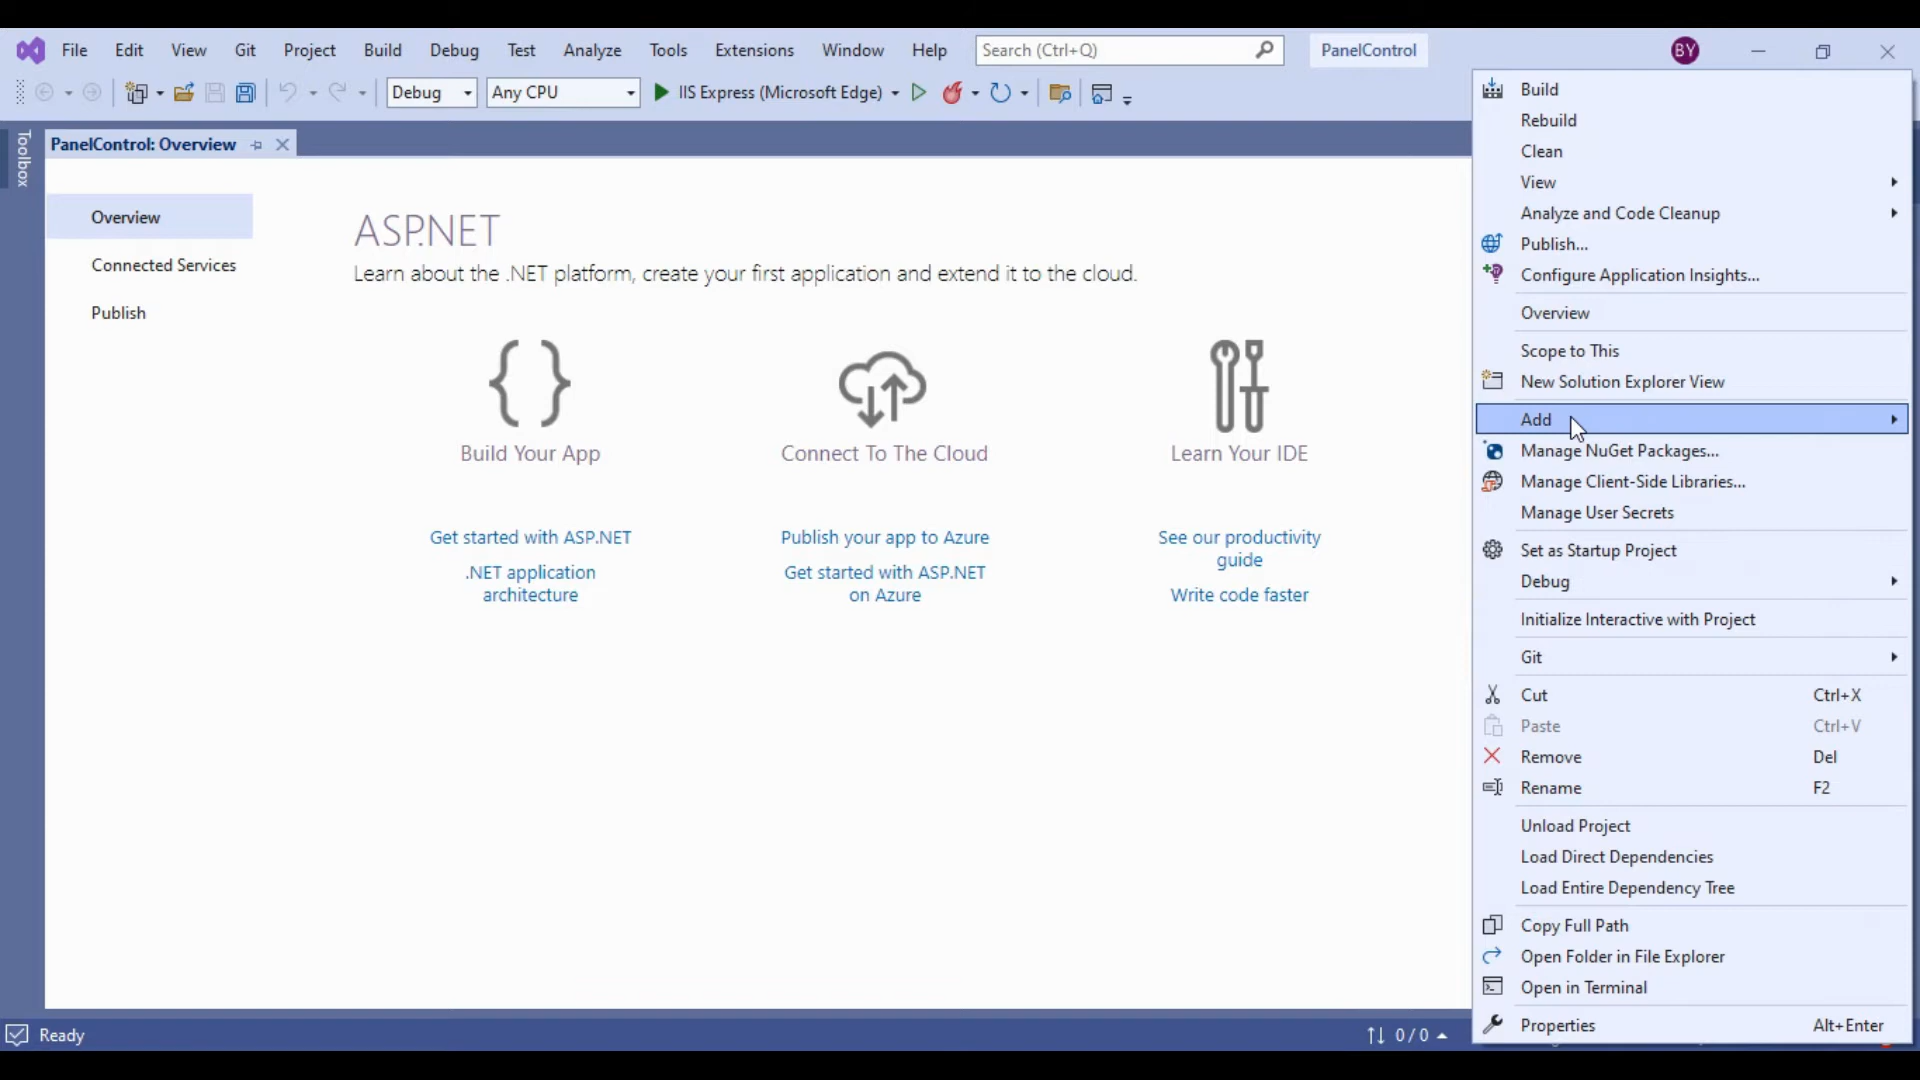 File Edit View Git Project Build Debug Test Analyze Tools Extensions Window Help Search (Ctrl+Q) PanelControl BY
Debug Any CPU IIS Express (Microsoft Edge)
Toolbox
PanelControl: Overview
Overview
Connected Services
Publish
ASP.NET
Learn about the .NET platform, create your first application and extend it to the cloud.
Build Your App
Get started with ASP.NET
.NET application
architecture
Connect To The Cloud
Publish your app to Azure
Get started with ASP.NET
on Azure
Learn Your IDE
See our productivity
guide
Write code faster
Build
Rebuild
Clean
View
Analyze and Code Cleanup
Publish...
Configure Application Insights...
Overview
Scope to This
New Solution Explorer View
Add
Manage NuGet Packages...
Manage Client-Side Libraries...
Manage User Secrets
Set as Startup Project
Debug
Initialize Interactive with Project
Git
Cut Ctrl+X
Paste Ctrl+V
Remove Del
Rename F2
Unload Project
Load Direct Dependencies
Load Entire Dependency Tree
Copy Full Path
Open Folder in File Explorer
Open in Terminal
Properties Alt+Enter
Ready
0 / 0